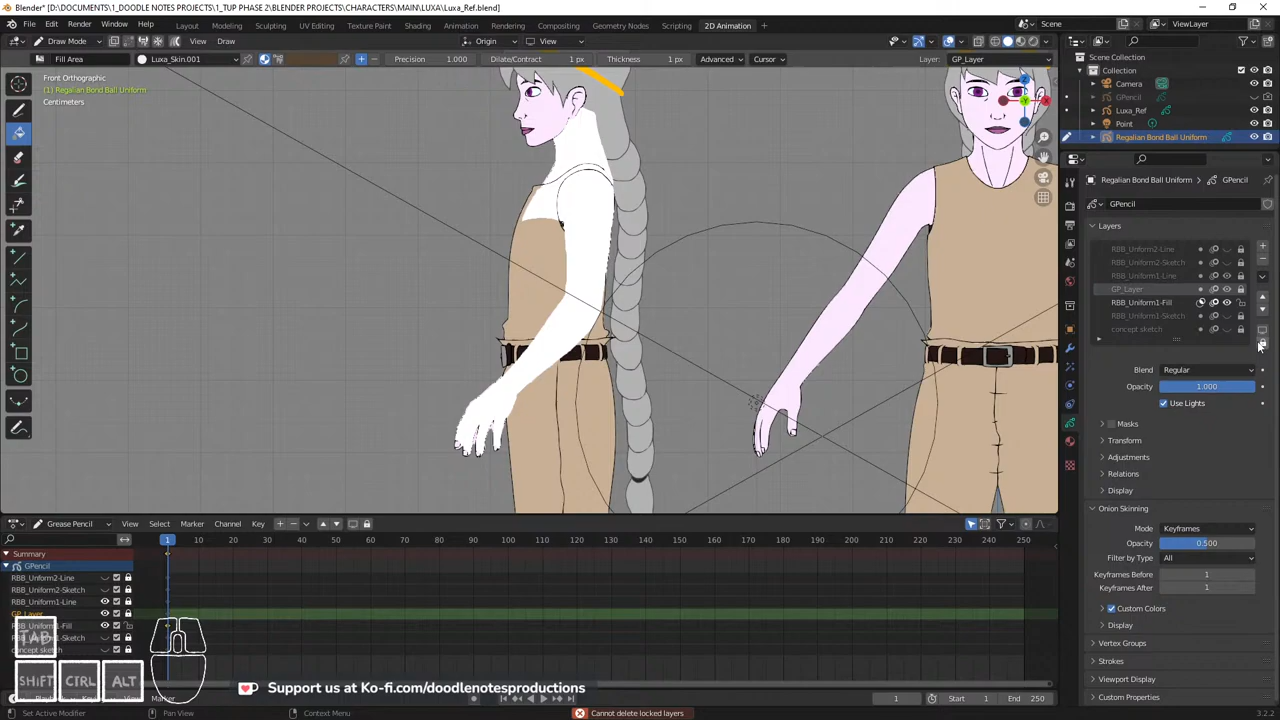 Blender* [D:\DOCUMENTS\1_DOODLE NOTES PROJECTS\1_TUP PHASE 2\BLENDER PROJECTS\CHARACTERS\MAIN\LUXA\Luxa_Ref.blend]
File Edit Render Window Help Layout Modeling Sculpting UV Editing Texture Paint Shading Animation Rendering Compositing Geometry Nodes Scripting 2D Animation Scene ViewLayer
Draw Mode View Draw Origin View
Fill Area Luxa_Skin.001 Precision 1.000 Dilate/Contract 1 px Thickness 1 px Advanced Cursor Layer: GP_Layer
Front Orthographic
(1) Regalian Bond Ball Uniform
Centimeters
Scene Collection
Collection
Camera
GPencil
Luxa_Ref
Point
Regalian Bond Ball Uniform
Regalian Bond Ball Uniform GPencil
GPencil
Layers
RBB_Unform2-Line
RBB_Uniform2-Sketch
RBB_Uniform1-Line
GP_Layer
RBB_Uniform1-Fill
RBB_Uniform1-Sketch
concept sketch
Blend Regular
Opacity 1.000
Use Lights
Masks
Transform
Adjustments
Relations
Display
Onion Skinning
Mode Keyframes
Opacity 0.500
Filter by Type All
Keyframes Before 1
Keyframes After 1
Custom Colors
Display
Vertex Groups
Strokes
Viewport Display
Custom Properties
Grease Pencil View Select Marker Channel Key
1 10 20 30 40 50 60 70 80 90 100 110 120 130 140 150 160 170 180 190 200 210 220 230 240 250
Summary
GPencil
RBB_Uniform2-Line
RBB_Uniform2-Sketch
RBB_Uniform1-Line
GP_Layer
TAB
SHIFT CTRL ALT
Support us at Ko-fi.com/doodlenotesproductions
1 Start 1 End 250
Set Active Modifier Pan View Context Menu Cannot delete locked layers 3.2.2